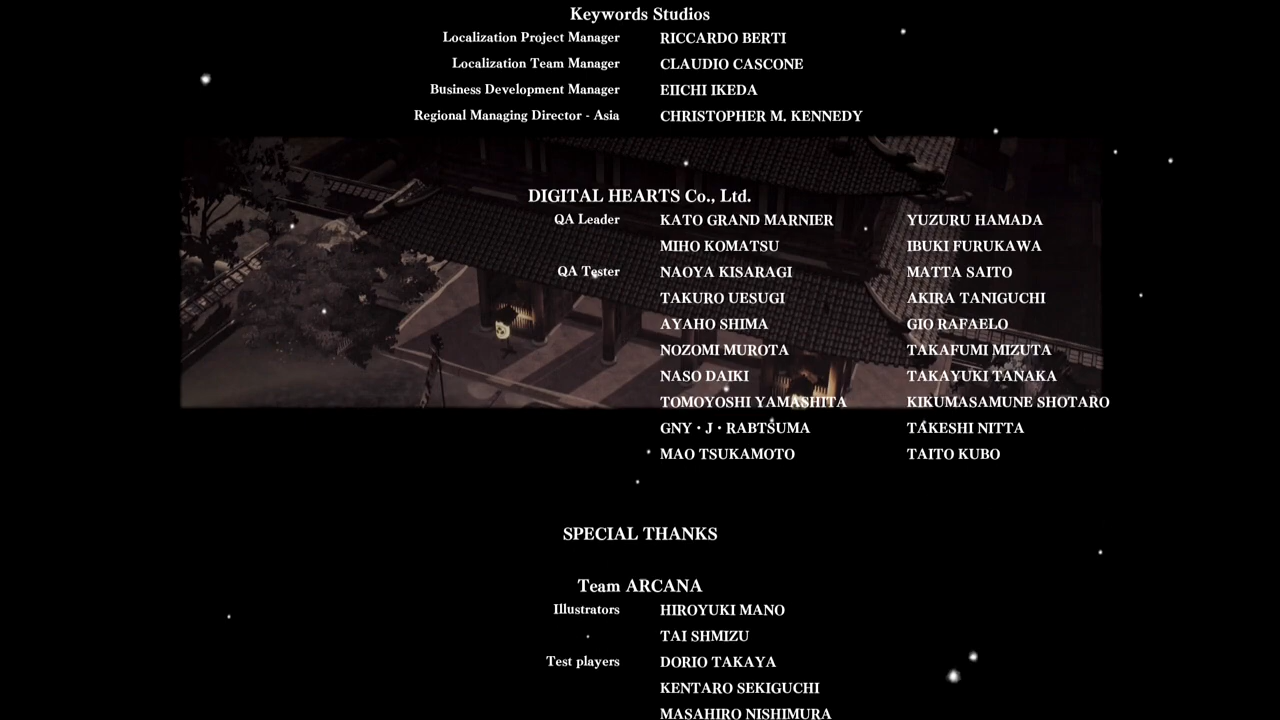 Keywords Studios
Localization Project Manager RICCARDO BERTI
Localization Team Manager CLAUDIO CASCONE
Business Development Manager EIICHI IKEDA
Regional Managing Director - Asia CHRISTOPHER M. KENNEDY
DIGITAL HEARTS Co., Ltd.
QA Leader KATO GRAND MARNIER YUZURU HAMADA
MIHO KOMATSU IBUKI FURUKAWA
QA Tester NAOYA KISARAGI MATTA SAITO
TAKURO UESUGI AKIRA TANIGUCHI
AYAHO SHIMA GIO RAFAELO
NOZOMI MUROTA TAKAFUMI MIZUTA
NASO DAIKI TAKAYUKI TANAKA
TOMOYOSHI YAMASHITA KIKUMASAMUNE SHOTARO
GNY・J・RABTSUMA TAKESHI NITTA
MAO TSUKAMOTO TAITO KUBO
SPECIAL THANKS
Team ARCANA
Illustrators HIROYUKI MANO
TAI SHMIZU
Test players DORIO TAKAYA
KENTARO SEKIGUCHI
MASAHIRO NISHIMURA